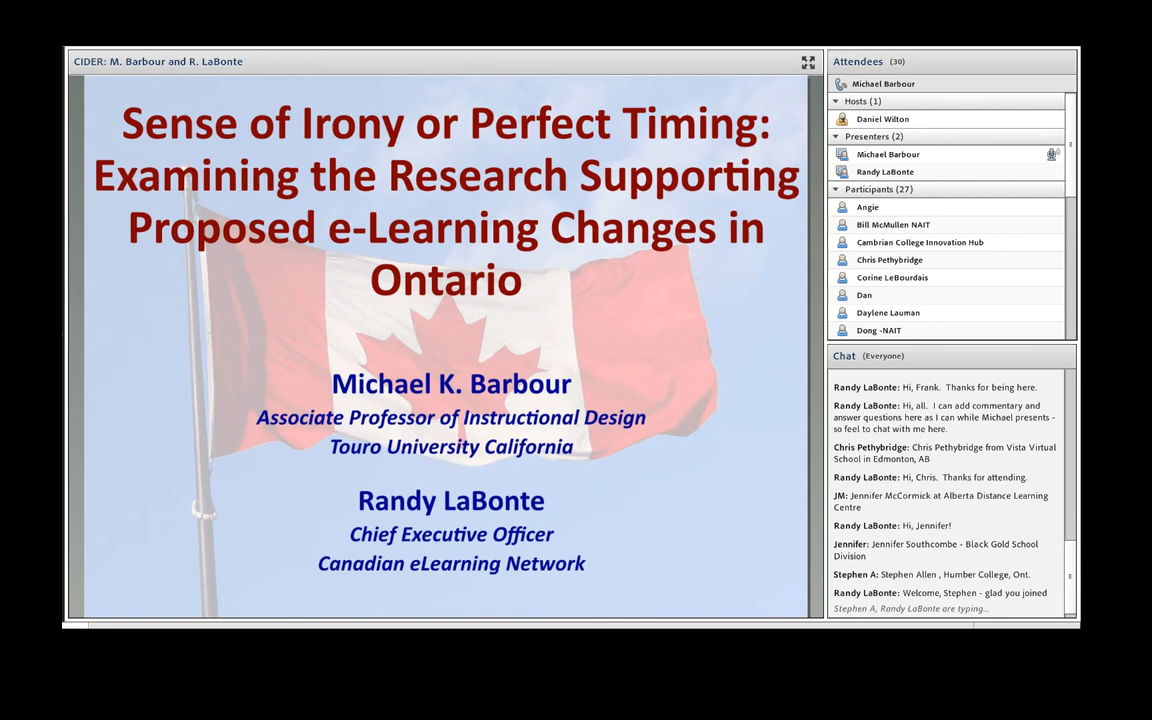 CIDER: M. Barbour and R. LaBonte
Sense of Irony or Perfect Timing:
Examining the Research Supporting
Proposed e-Learning Changes in
Ontario
Michael K. Barbour
Associate Professor of Instructional Design
Touro University California
Randy LaBonte
Chief Executive Officer
Canadian eLearning Network
Attendees (30)
Michael Barbour
Hosts (1)
Daniel Wilton
Presenters (2)
Michael Barbour
Randy LaBonte
Participants (27)
Angie
Bill McMullen NAIT
Cambrian College Innovation Hub
Chris Pethybridge
Corine LeBourdais
Dan
Daylene Lauman
Dong -NAIT
Chat (Everyone)
Randy LaBonte: Hi, Frank. Thanks for being here.
Randy LaBonte: Hi, all. I can add commentary and
answer questions here as I can while Michael presents -
so feel to chat with me here.
Chris Pethybridge: Chris Pethybridge from Vista Virtual
School in Edmonton, AB
Randy LaBonte: Hi, Chris. Thanks for attending.
JM: Jennifer McCormick at Alberta Distance Learning
Centre
Randy LaBonte: Hi, Jennifer!
Jennifer: Jennifer Southcombe - Black Gold School
Division
Stephen A: Stephen Allen , Humber College, Ont.
Randy LaBonte: Welcome, Stephen - glad you joined
Stephen A, Randy LaBonte are typing...